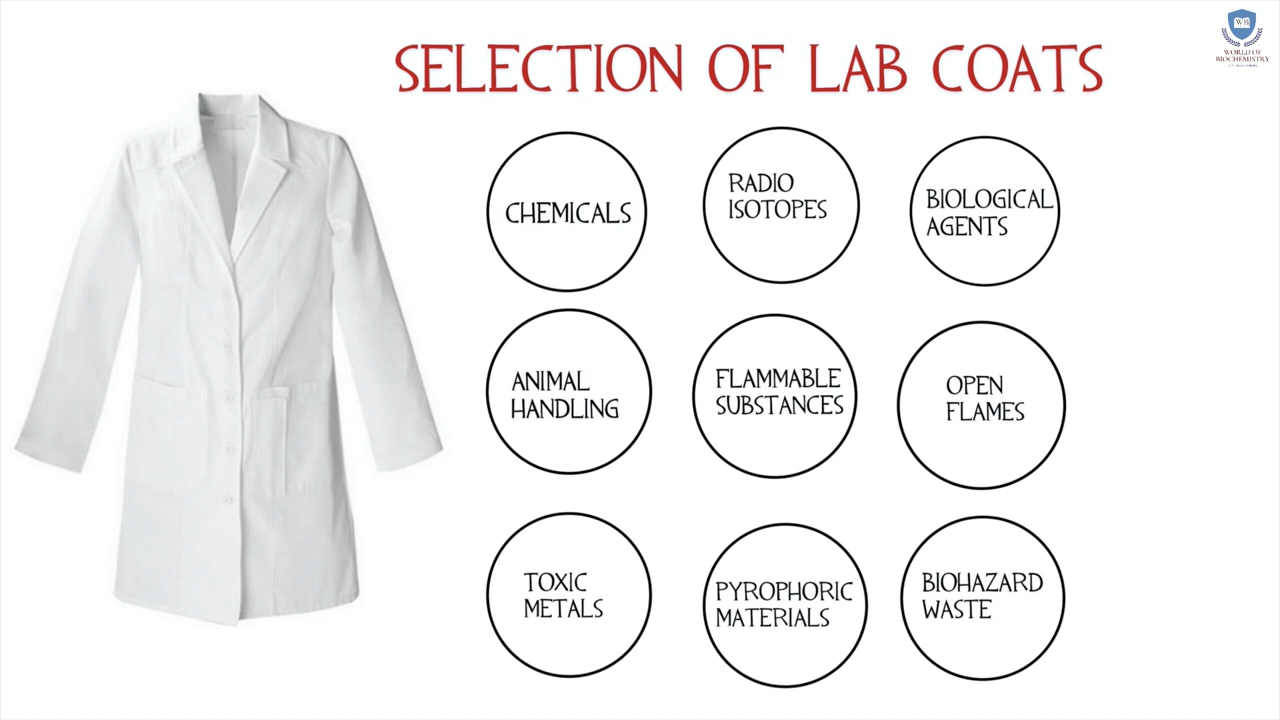 SELECTION OF LAB COATS
WB
WORLD OF
BIOCHEMISTRY
CHEMICALS
RADIO
ISOTOPES
BIOLOGICAL
AGENTS
ANIMAL
HANDLING
FLAMMABLE
SUBSTANCES
OPEN
FLAMES
TOXIC
METALS
PYROPHORIC
MATERIALS
BIOHAZARD
WASTE